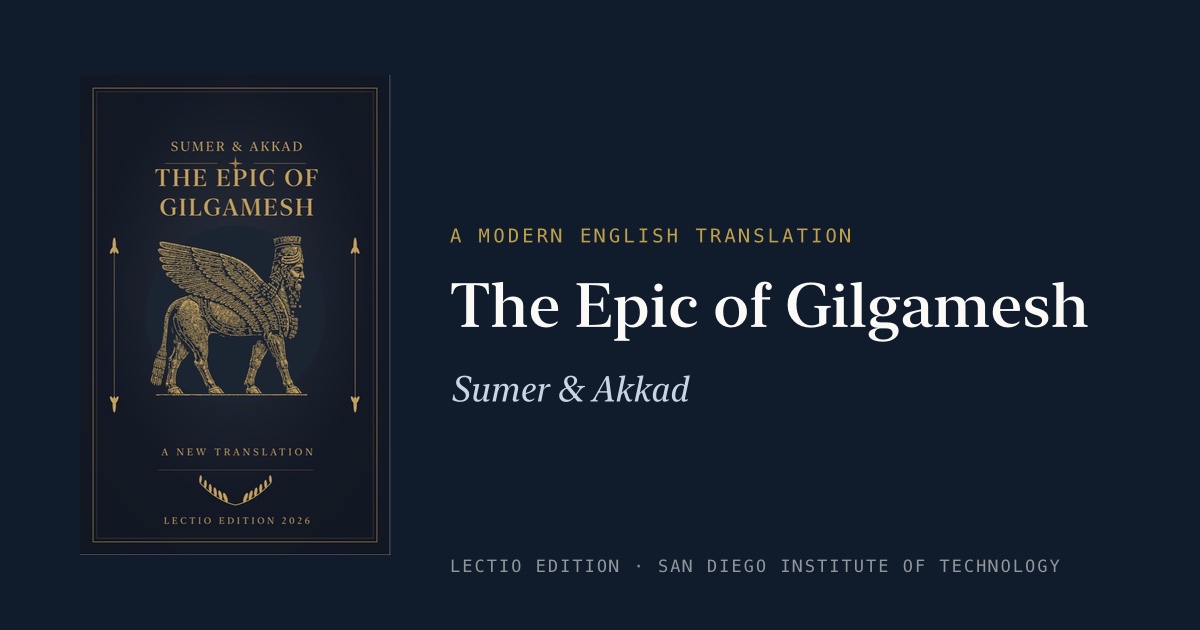 SUMER & AKKAD
THE EPIC OF
GILGAMESH
A NEW TRANSLATION
LECTIO EDITION 2026
A MODERN ENGLISH TRANSLATION
The Epic of Gilgamesh
Sumer & Akkad
LECTIO EDITION · SAN DIEGO INSTITUTE OF TECHNOLOGY